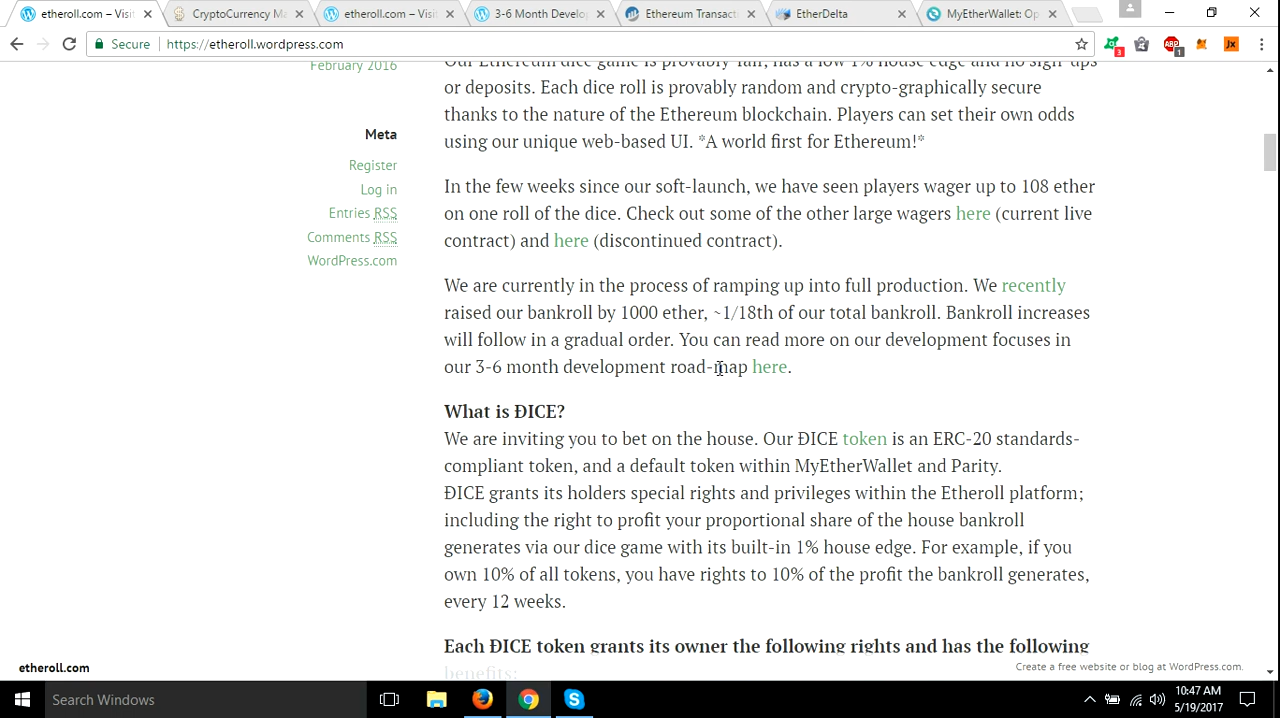 etheroll.com – Visit
CryptoCurrency Ma
etheroll.com – Visit
3-6 Month Develo
Ethereum Transact
EtherDelta
MyEtherWallet: Op
Secure
https://etheroll.wordpress.com
3
ABP
1
JX
February 2016
Meta
Register
Log in
Entries RSS
Comments RSS
WordPress.com
Our Ethereum dice game is provably fair, has a low 1% house edge and no sign-ups
or deposits. Each dice roll is provably random and crypto-graphically secure
thanks to the nature of the Ethereum blockchain. Players can set their own odds
using our unique web-based UI. *A world first for Ethereum!*
In the few weeks since our soft-launch, we have seen players wager up to 108 ether
on one roll of the dice. Check out some of the other large wagers here (current live
contract) and here (discontinued contract).
We are currently in the process of ramping up into full production. We recently
raised our bankroll by 1000 ether, ~1/18th of our total bankroll. Bankroll increases
will follow in a gradual order. You can read more on our development focuses in
our 3-6 month development road-map here.
What is ÐICE?
We are inviting you to bet on the house. Our ÐICE token is an ERC-20 standards-
compliant token, and a default token within MyEtherWallet and Parity.
ÐICE grants its holders special rights and privileges within the Etheroll platform;
including the right to profit your proportional share of the house bankroll
generates via our dice game with its built-in 1% house edge. For example, if you
own 10% of all tokens, you have rights to 10% of the profit the bankroll generates,
every 12 weeks.
Each ÐICE token grants its owner the following rights and has the following
benefits:
etheroll.com
Create a free website or blog at WordPress.com.
Search Windows
10:47 AM
5/19/2017